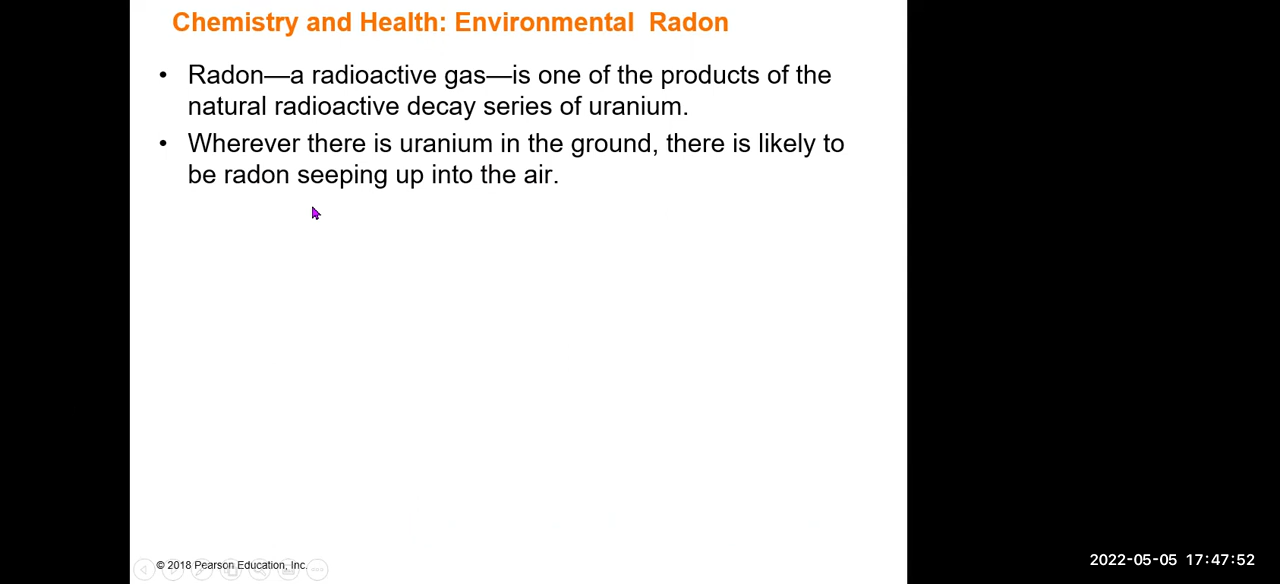 Chemistry and Health: Environmental  Radon
• Radon—a radioactive gas—is one of the products of the
natural radioactive decay series of uranium.
• Wherever there is uranium in the ground, there is likely to
be radon seeping up into the air.
© 2018 Pearson Education, Inc.
2022-05-05 17:47:52